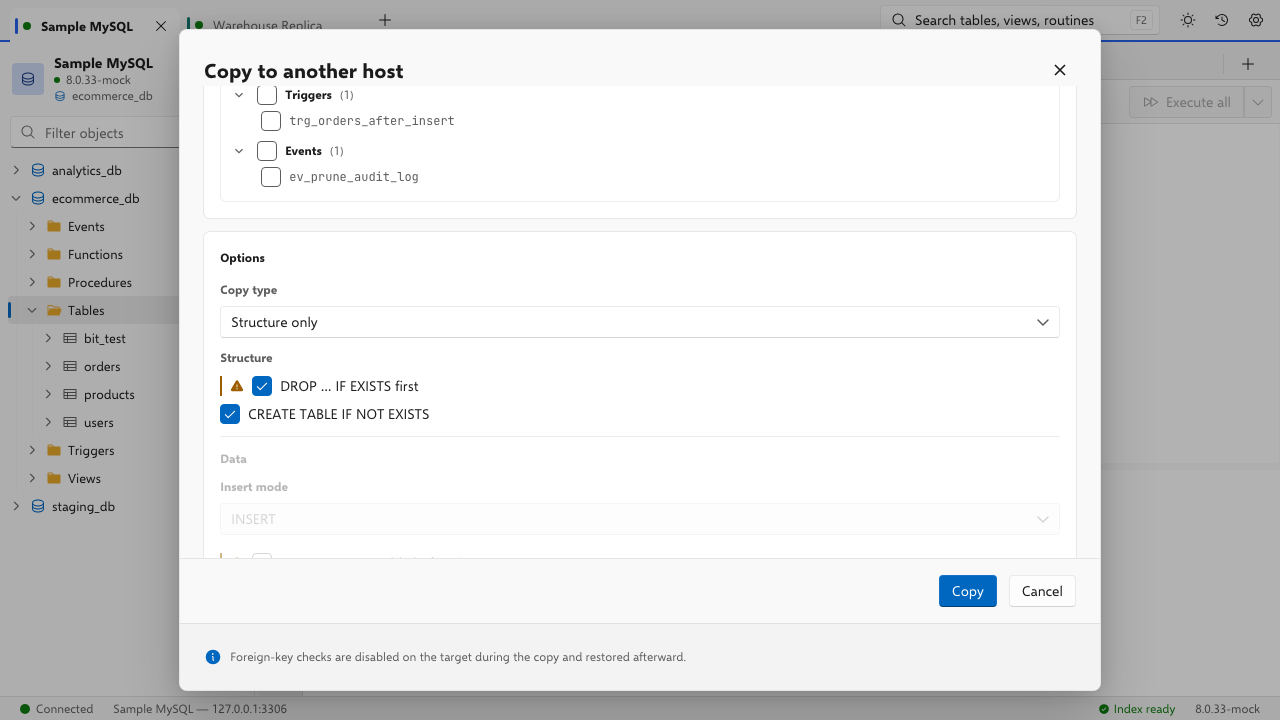 Sample MySQL
Warehouse Replica
Search tables, views, routines
F2
Sample MySQL
8.0.33-mock
ecommerce_db
Execute all
Filter objects
analytics_db
ecommerce_db
Events
Functions
Procedures
Tables
bit_test
orders
products
users
Triggers
Views
staging_db
Copy to another host
Triggers (1)
trg_orders_after_insert
Events (1)
ev_prune_audit_log
Options
Copy type
Structure only
Structure
DROP ... IF EXISTS first
CREATE TABLE IF NOT EXISTS
Data
Insert mode
INSERT
Copy
Cancel
Foreign-key checks are disabled on the target during the copy and restored afterward.
Connected
Sample MySQL — 127.0.0.1:3306
Index ready
8.0.33-mock